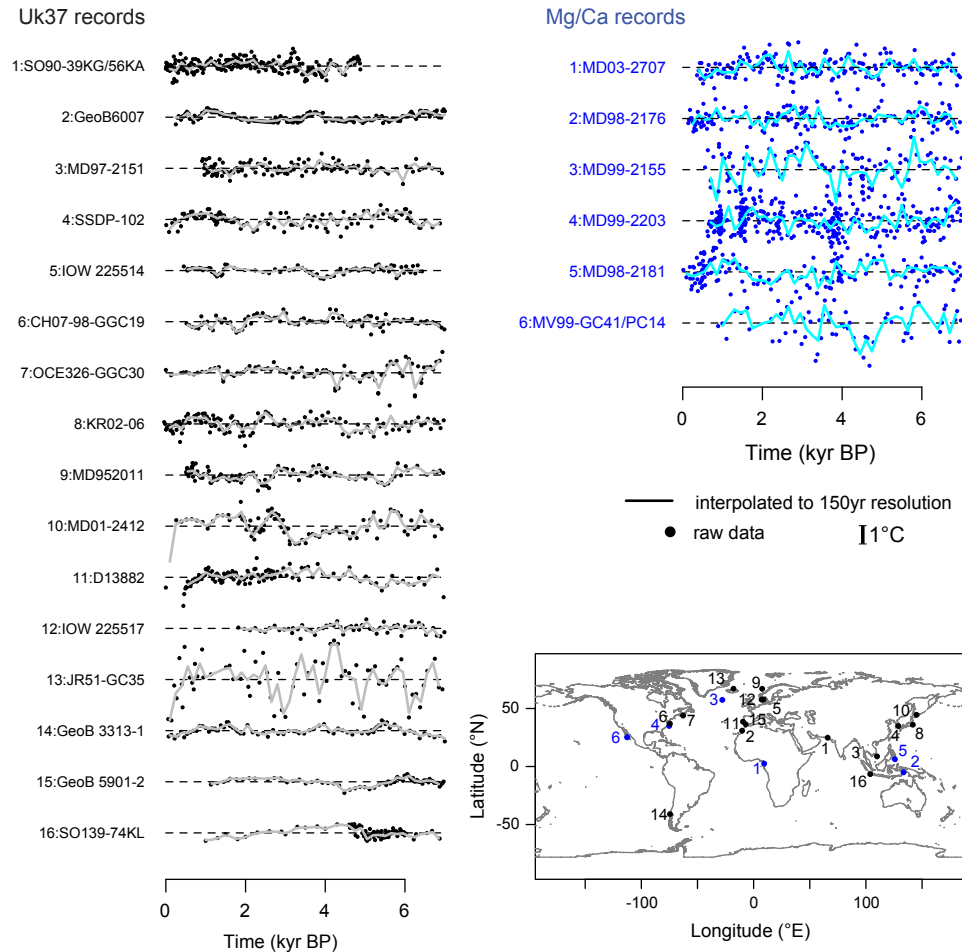 Uk37 records
1:SO90-39KG/56KA
2:GeoB6007
3:MD97-2151
4:SSDP-102
5:IOW 225514
6:CH07-98-GGC19
7:OCE326-GGC30
8:KR02-06
9:MD952011
10:MD01-2412
11:D13882
12:IOW 225517
13:JR51-GC35
14:GeoB 3313-1
15:GeoB 5901-2
16:SO139-74KL
0 2 4 6
Time (kyr BP)
Mg/Ca records
1:MD03-2707
2:MD98-2176
3:MD99-2155
4:MD99-2203
5:MD98-2181
6:MV99-GC41/PC14
0 2 4 6
Time (kyr BP)
interpolated to 150yr resolution
raw data 1°C
Latitude (°N)
50
0
-50
13 9
3 12 5 10
6 7 11 15
4 2 4 8
6 1 3 5
1 16 2
14
-100 0 100
Longitude (°E)